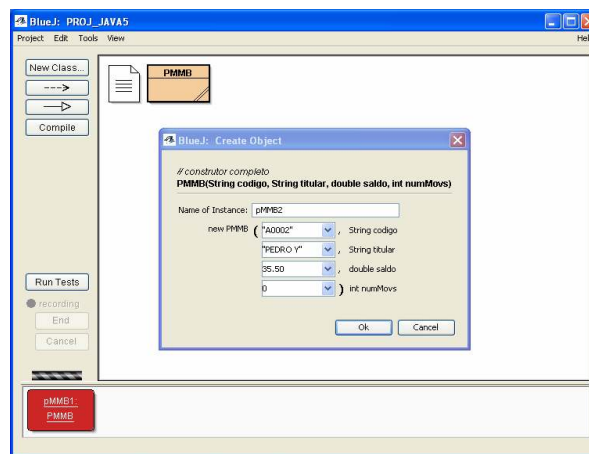 BlueJ: PROJ_JAVA5
Project Edit Tools View Hel
New Class...
--->
Compile
PMMB
BlueJ: Create Object
// construtor completo
PMMB(String codigo, String titular, double saldo, int numMovs)
Name of Instance: pMMB2
new PMMB ( "A0002" , String codigo
"PEDRO Y" , String titular
35.50 , double saldo
0 ) int numMovs
Ok Cancel
Run Tests
recording
End
Cancel
pMMB1:
PMMB